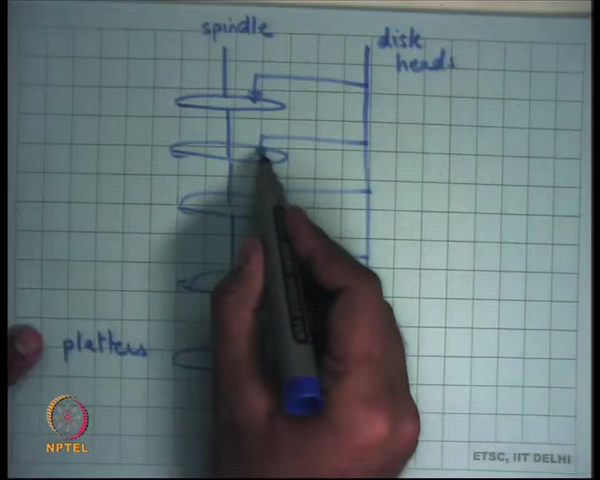 spindle
disk
heads
platters
NPTEL
ETSC, IIT DELHI